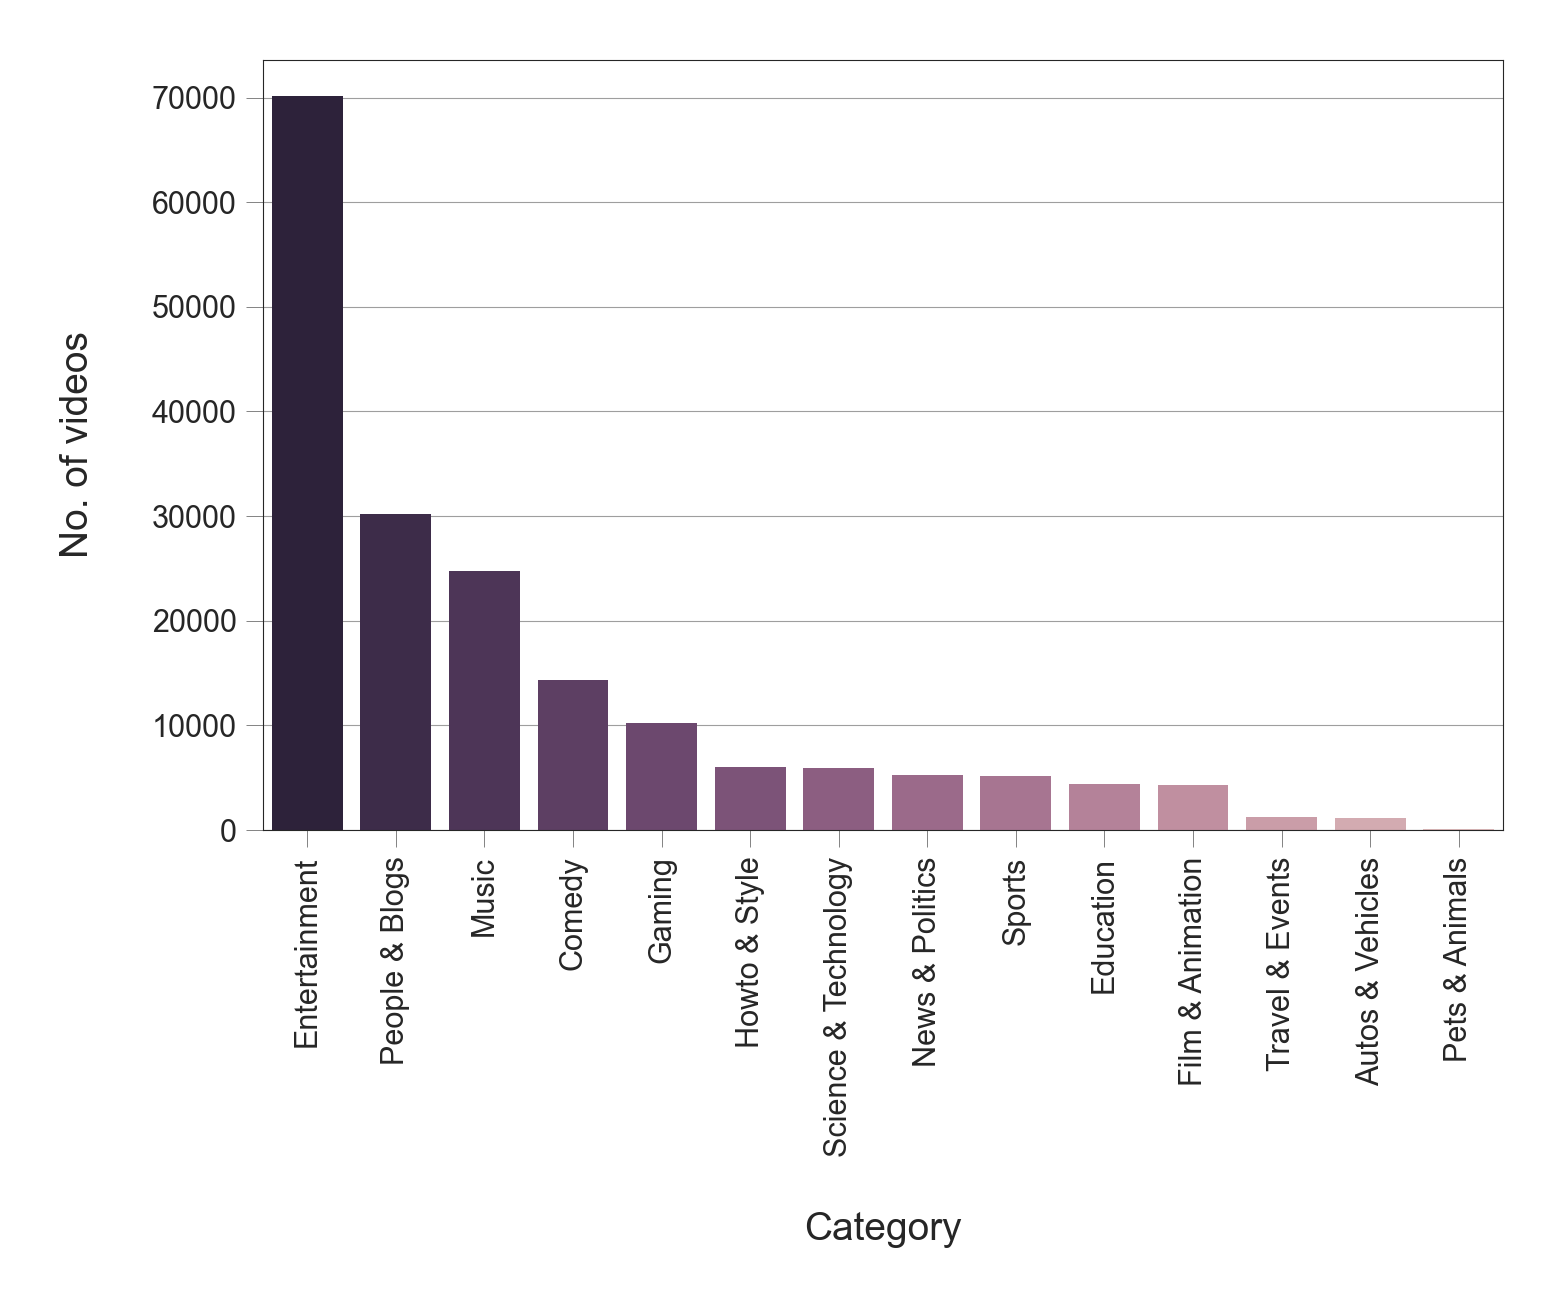 No. of videos
70000
60000
50000
40000
30000
20000
10000
0
Entertainment
People & Blogs
Music
Comedy
Gaming
Howto & Style
Science & Technology
News & Politics
Sports
Education
Film & Animation
Travel & Events
Autos & Vehicles
Pets & Animals
Category